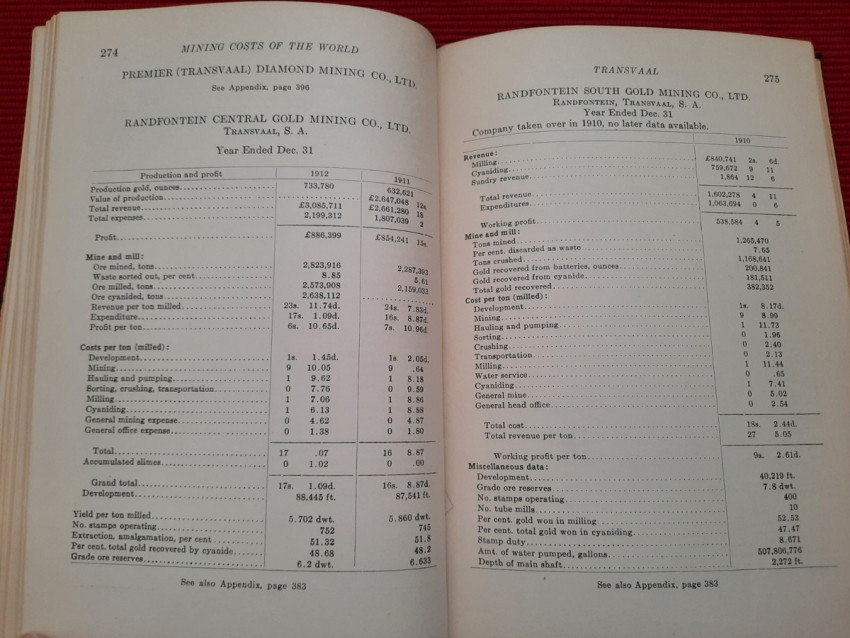 274 MINING COSTS OF THE WORLD
PREMIER (TRANSVAAL) DIAMOND MINING CO., LTD
See Appendix, page 396
RANDFONTEIN CENTRAL GOLD MINING CO., LTD.
TRANSVAAL, S. A.
Year Ended Dec. 31
Production and profit 1912 1911
Production gold, ounces 733,780 632,621
Value of production £2,647,048 12s.
Total revenue £3,085,711 £2,661,280 18
Total expenses 2,199,312 1,807,039 2
Profit £886,399 £854,241 15s.
Mine and mill:
Ore mined, tons 2,823,916 2,287,391
Waste sorted out, per cent. 8.85 5.61
Ore milled, tons 2,573,908 2,159,033
Ore cyanided, tons 2,638,112
Revenue per ton milled 23s. 11.74d. 24s. 7.83d.
Expenditure 17s. 1.09d. 16s. 8.87d.
Profit per ton 6s. 10.65d. 7s. 10.96d.
Costs per ton (milled):
Development 1s. 1.45d. 1s. 2.05d.
Mining 9 10.05 9 .64
Hauling and pumping 1 9.62 1 8.18
Sorting, crushing, transportation 0 7.76 0 9.59
Milling 1 7.06 1 8.86
Cyaniding 1 6.13 1 8.88
General mining expense 0 4.62 0 4.87
General office expense 0 1.38 0 1.80
Total 17 .07 16 8.87
Accumulated slimes 0 1.02 0 .00
Grand total 17s. 1.09d. 16s. 8.87d.
Development 88,445 ft. 87,541 ft.
Yield per ton milled 5.702 dwt. 5.860 dwt.
No. stamps operating 752 745
Extraction, amalgamation, per cent 51.32 51.8
Per cent. total gold recovered by cyanide 48.68 48.2
Grade ore reserves 6.2 dwt. 6.633
See also Appendix, page 383
TRANSVAAL 275
RANDFONTEIN SOUTH GOLD MINING CO., LTD.
RANDFONTEIN, TRANSVAAL, S. A.
Year Ended Dec. 31
Company taken over in 1910, no later data available.
1910
Revenue:
Milling £840,741 2s. 6d.
Cyaniding 759,672 9 11
Sundry revenue 1,864 12 6
Total revenue 1,602,278 4 11
Expenditures 1,063,694 0 6
Working profit 538,584 4 5
Mine and mill:
Tons mined 1,265,470
Per cent. discarded as waste 7.65
Tons crushed 1,168,641
Gold recovered from batteries, ounces 200,841
Gold recovered from cyanide 181,511
Total gold recovered 382,352
Cost per ton (milled):
Development 1s. 8.17d.
Mining 9 8.99
Hauling and pumping 1 11.73
Sorting 0 1.96
Crushing 0 2.40
Transportation 0 2.13
Milling 1 11.44
Water service 0 .65
Cyaniding 1 7.41
General mine 0 5.02
General head office 0 2.54
Total cost 18s. 2.44d.
Total revenue per ton 27 5.05
Working profit per ton 9s. 2.61d.
Miscellaneous data:
Development 40,219 ft.
Grade ore reserves 7.8 dwt.
No. stamps operating 400
No. tube mills 10
Per cent. gold won in milling 52.53
Per cent. total gold won in cyaniding 47.47
Stamp duty 8.671
Amt. of water pumped, gallons 507,806,776
Depth of main shaft 2,272 ft.
See also Appendix, page 383